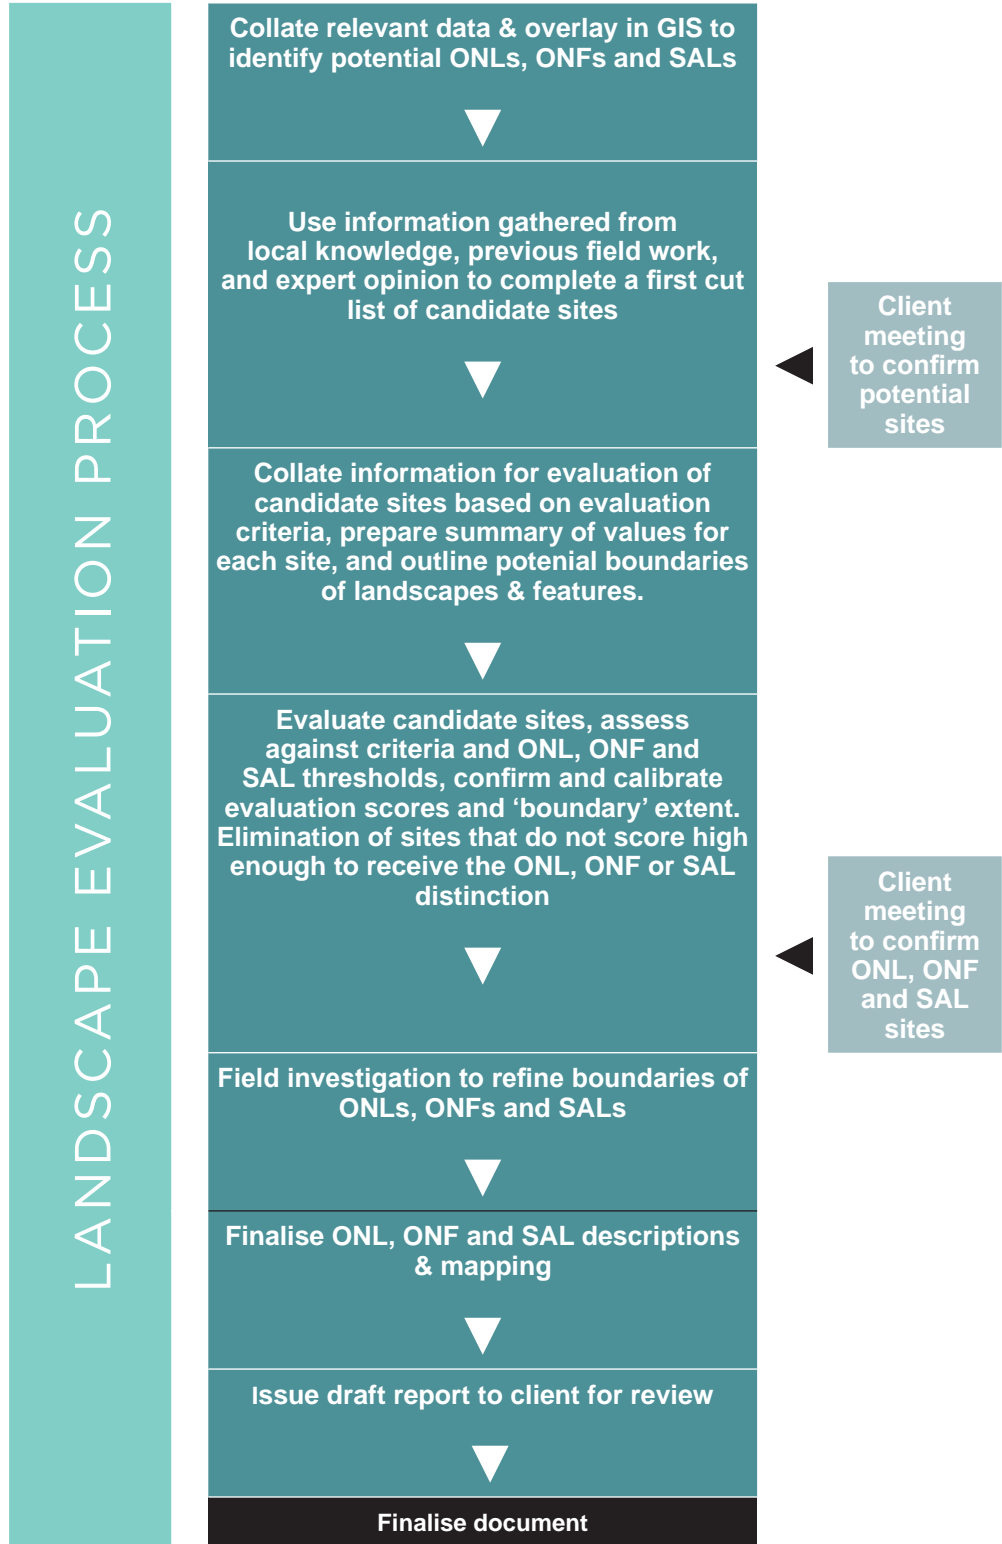 LANDSCAPE EVALUATION PROCESS
Collate relevant data & overlay in GIS to
identify potential ONLs, ONFs and SALs
Use information gathered from
local knowledge, previous field work,
and expert opinion to complete a first cut
list of candidate sites
Client
meeting
to confirm
potential
sites
Collate information for evaluation of
candidate sites based on evaluation
criteria, prepare summary of values for
each site, and outline potenial boundaries
of landscapes & features.
Evaluate candidate sites, assess
against criteria and ONL, ONF and
SAL thresholds, confirm and calibrate
evaluation scores and ‘boundary’ extent.
Elimination of sites that do not score high
enough to receive the ONL, ONF or SAL
distinction
Client
meeting
to confirm
ONL, ONF
and SAL
sites
Field investigation to refine boundaries of
ONLs, ONFs and SALs
Finalise ONL, ONF and SAL descriptions
& mapping
Issue draft report to client for review
Finalise document